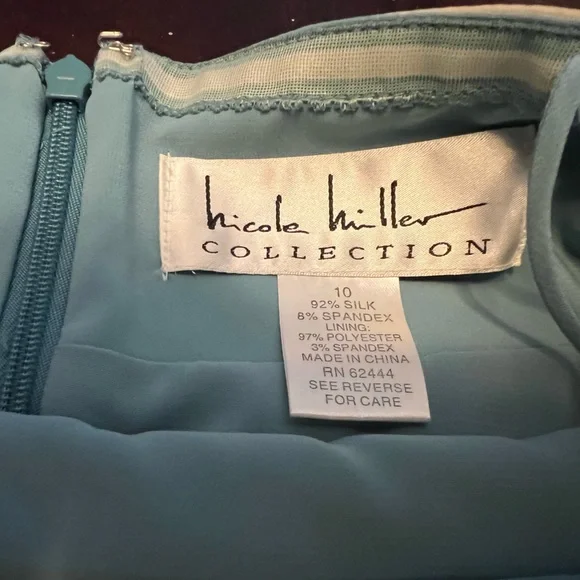 nicole miller
COLLECTION
10
92% SILK
8% SPANDEX
LINING:
97% POLYESTER
3% SPANDEX
MADE IN CHINA
RN 62444
SEE REVERSE
FOR CARE